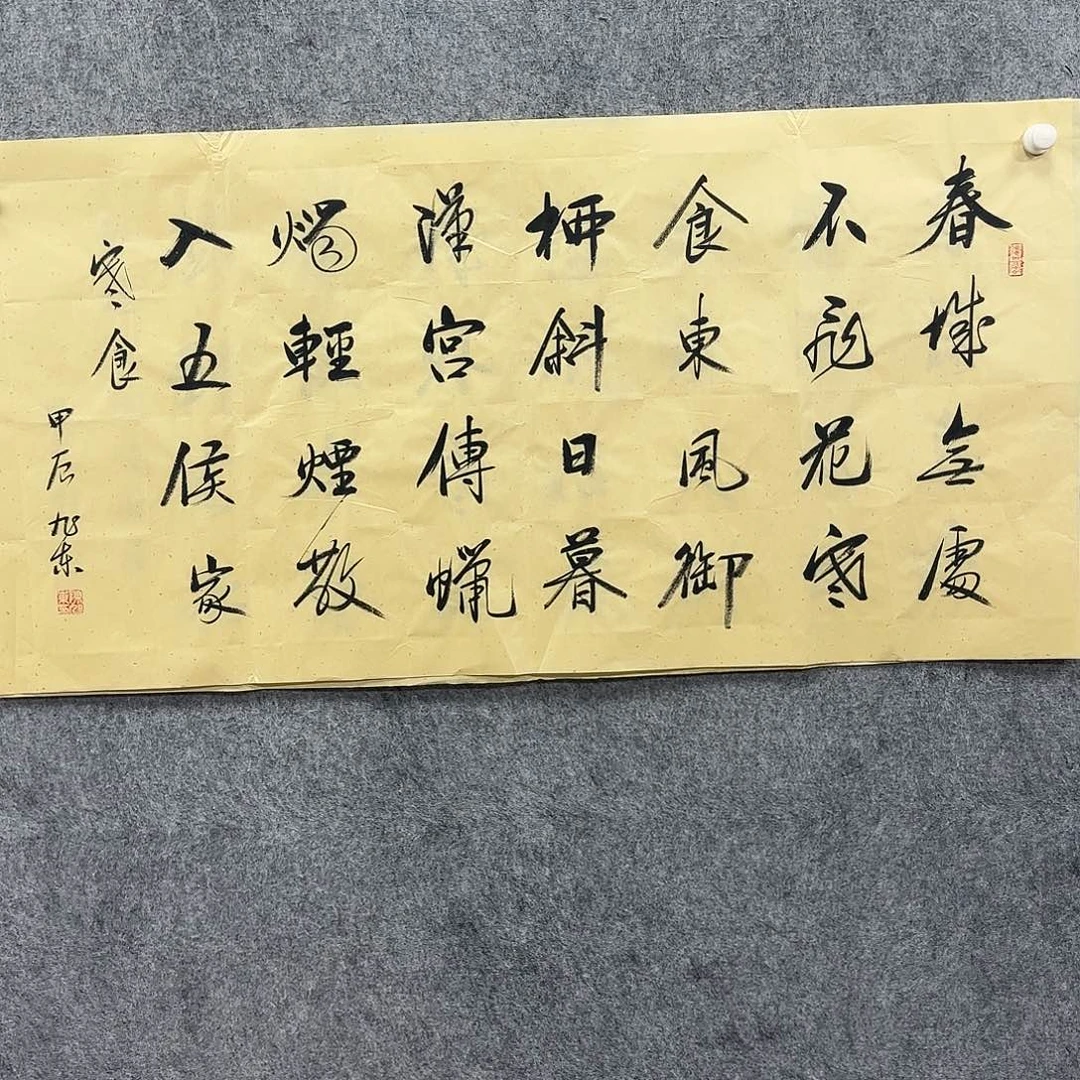 春城無處
不飛花寒
食東風御
柳斜日暮
漢宮傳蠟
燭輕煙散
入五侯家
寒食
甲辰 旭東